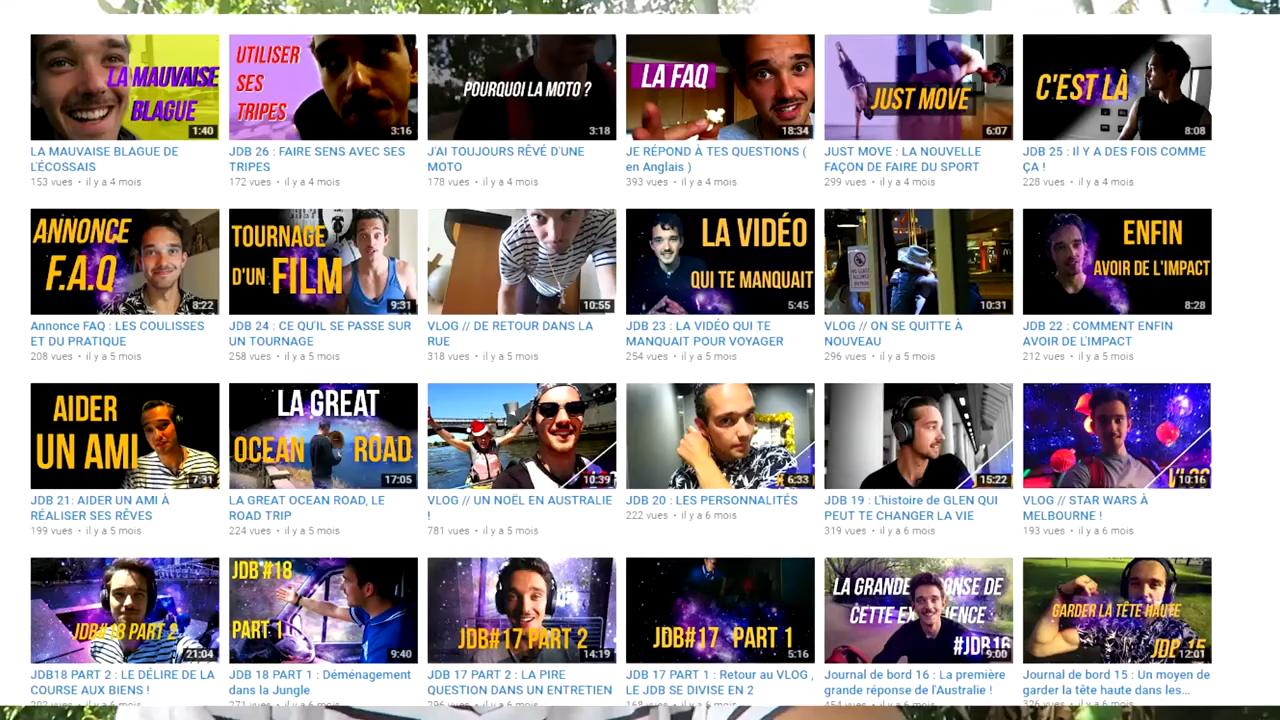 LA MAUVAISE
BLAGUE
1:40
LA MAUVAISE BLAGUE DE
L'ÉCOSSAIS
153 vues • il y a 4 mois
UTILISER
SES
TRIPES
3:16
JDB 26 : FAIRE SENS AVEC SES
TRIPES
172 vues • il y a 4 mois
POURQUOI LA MOTO ?
3:18
J'AI TOUJOURS RÊVÉ D'UNE
MOTO
178 vues • il y a 4 mois
LA FAQ
18:34
JE RÉPOND À TES QUESTIONS (
en Anglais )
393 vues • il y a 4 mois
JUST MOVE
6:07
JUST MOVE : LA NOUVELLE
FAÇON DE FAIRE DU SPORT
299 vues • il y a 4 mois
C'EST LÀ
8:08
JDB 25 : Il Y A DES FOIS COMME
ÇA !
228 vues • il y a 4 mois
ANNONCE
F.A.Q
8:22
Annonce FAQ : LES COULISSES
ET DU PRATIQUE
208 vues • il y a 5 mois
TOURNAGE
D'UN FILM
9:31
JDB 24 : CE QU'IL SE PASSE SUR
UN TOURNAGE
258 vues • il y a 5 mois
10:55
VLOG // DE RETOUR DANS LA
RUE
318 vues • il y a 5 mois
LA VIDÉO
QUI TE MANQUAIT
5:45
JDB 23 : LA VIDÉO QUI TE
MANQUAIT POUR VOYAGER
254 vues • il y a 5 mois
10:31
VLOG // ON SE QUITTE À
NOUVEAU
296 vues • il y a 5 mois
ENFIN
AVOIR DE L'IMPACT
8:28
JDB 22 : COMMENT ENFIN
AVOIR DE L'IMPACT
212 vues • il y a 5 mois
AIDER
UN AMI
7:31
JDB 21: AIDER UN AMI À
RÉALISER SES RÊVES
199 vues • il y a 5 mois
LA GREAT
OCEAN ROAD
17:05
LA GREAT OCEAN ROAD, LE
ROAD TRIP
224 vues • il y a 5 mois
10:39
VLOG // UN NOËL EN AUSTRALIE
!
781 vues • il y a 6 mois
6:33
JDB 20 : LES PERSONNALITÉS
222 vues • il y a 6 mois
15:22
JDB 19 : L'histoire de GLEN QUI
PEUT TE CHANGER LA VIE
319 vues • il y a 6 mois
VLOG
10:16
VLOG // STAR WARS À
MELBOURNE !
193 vues • il y a 6 mois
JDB#18 PART 2
21:04
JDB18 PART 2 : LE DÉLIRE DE LA
COURSE AUX BIENS !
JDB#18
PART 1
9:40
JDB 18 PART 1 : Déménagement
dans la Jungle
JDB#17 PART 2
14:19
JDB 17 PART 2 : LA PIRE
QUESTION DANS UN ENTRETIEN
JDB#17 PART 1
5:16
JDB 17 PART 1 : Retour au VLOG ,
LE JDB SE DIVISE EN 2
LA GRANDE DE
CETTE
#JDB16
9:00
Journal de bord 16 : La première
grande réponse de l'Australie !
GARDER LA TÊTE HAUTE
JDB 15
12:01
Journal de bord 15 : Un moyen de
garder la tête haute dans les...